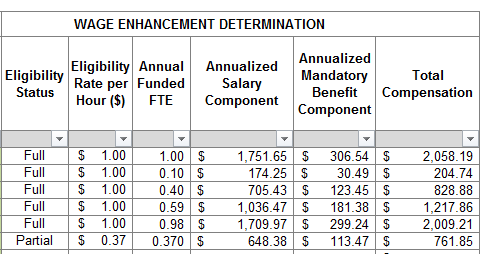 WAGE ENHANCEMENT DETERMINATION
Eligibility Status
Eligibility Rate per Hour ($)
Annual Funded FTE
Annualized Salary Component
Annualized Mandatory Benefit Component
Total Compensation
Full $ 1.00 1.00 $ 1,751.65 $ 306.54 $ 2,058.19
Full $ 1.00 0.10 $ 174.25 $ 30.49 $ 204.74
Full $ 1.00 0.40 $ 705.43 $ 123.45 $ 828.88
Full $ 1.00 0.59 $ 1,036.47 $ 181.38 $ 1,217.86
Full $ 1.00 0.98 $ 1,709.97 $ 299.24 $ 2,009.21
Partial $ 0.37 0.370 $ 648.38 $ 113.47 $ 761.85